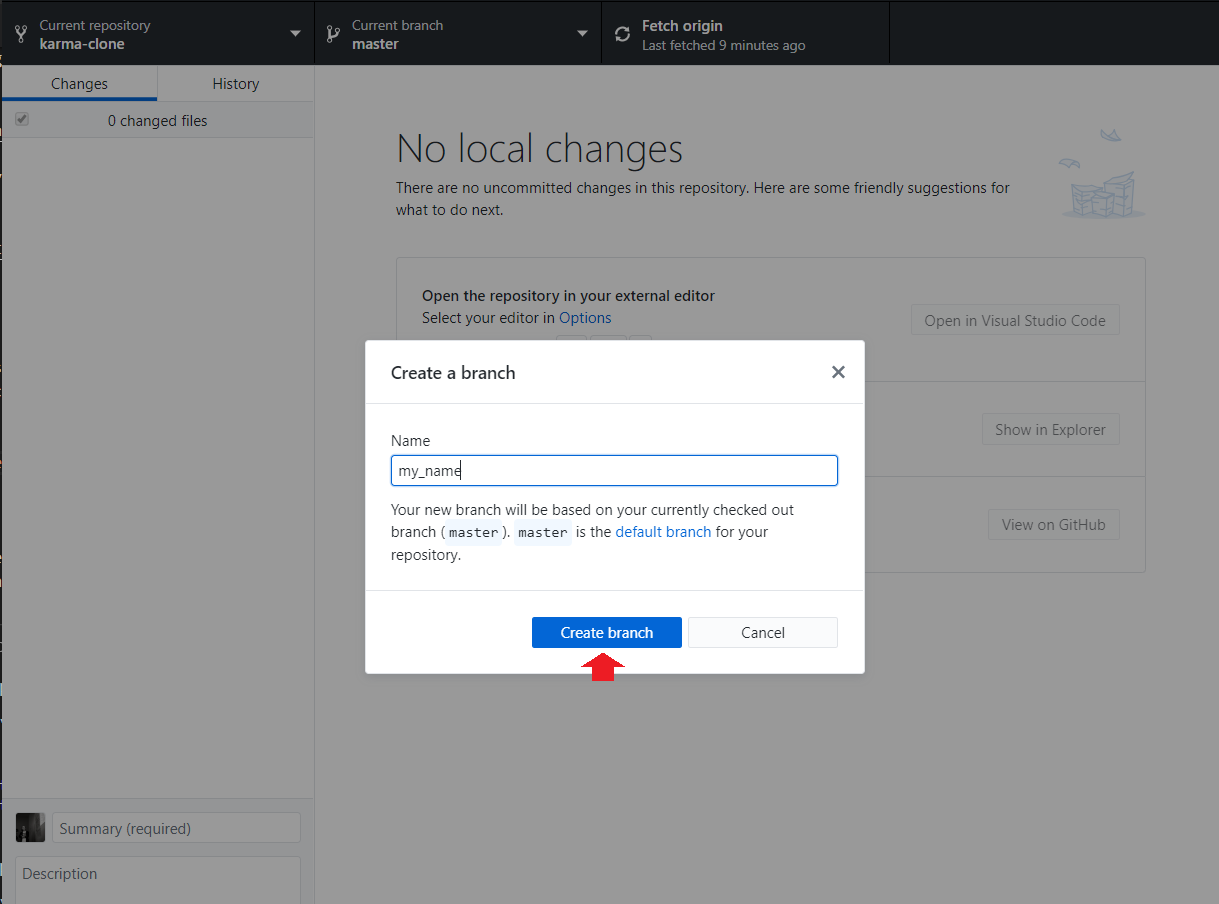 Current repository
karma-clone
Current branch
master
Fetch origin
Last fetched 9 minutes ago
Changes
History
0 changed files
No local changes
There are no uncommitted changes in this repository. Here are some friendly suggestions for
what to do next.
Open the repository in your external editor
Select your editor in Options
Open in Visual Studio Code
Show in Explorer
View on GitHub
Create a branch
Name
my_name
Your new branch will be based on your currently checked out
branch (master). master is the default branch for your
repository.
Create branch
Cancel
Summary (required)
Description